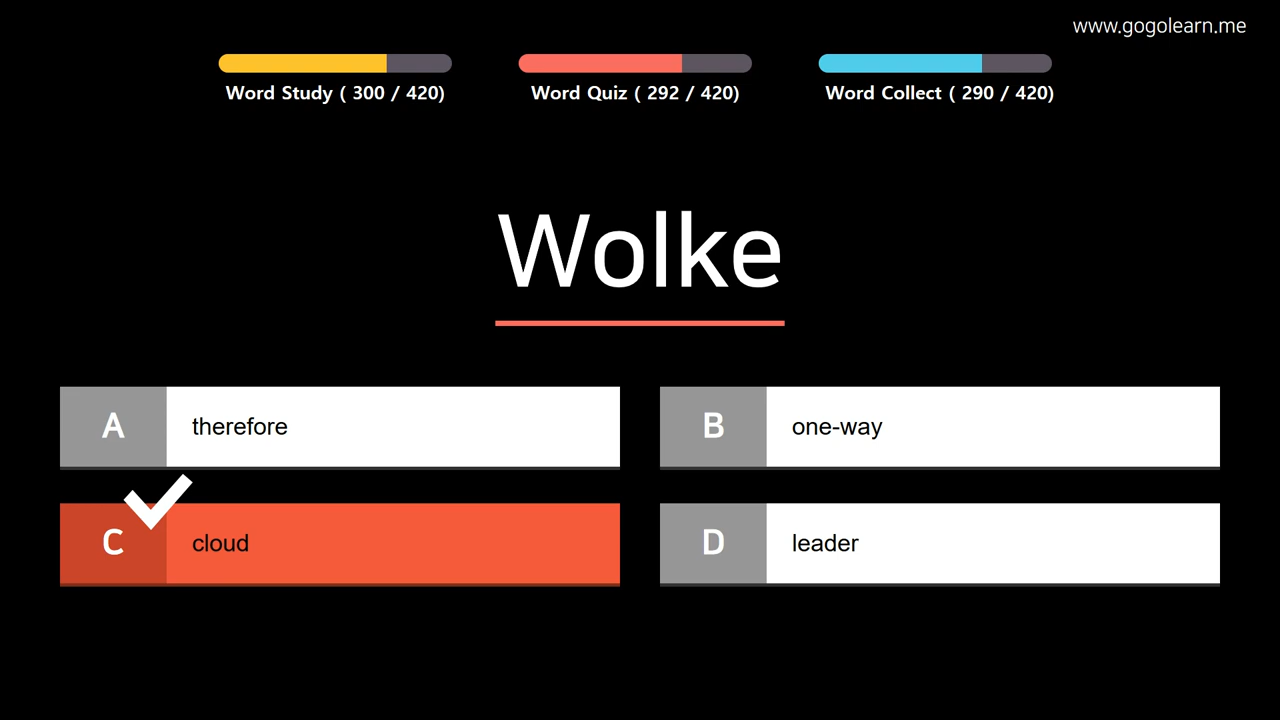 www.gogolearn.me
Word Study ( 300 / 420)
Word Quiz ( 292 / 420)
Word Collect ( 290 / 420)
Wolke
A therefore
B one-way
C cloud
D leader